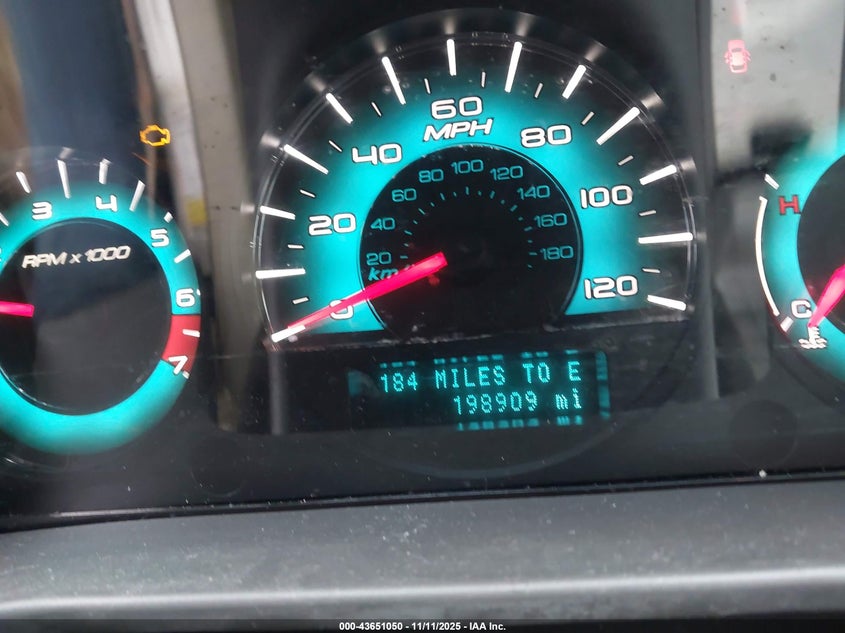 3 4 5 6 7
RPM x 1000
0 20 40 60 80 100 120
MPH
20 40 60 80 100 120 140 160 180
H
C
184 MILES TO E
198909 mi
000-43651050 - 11/11/2025 - IAA Inc.